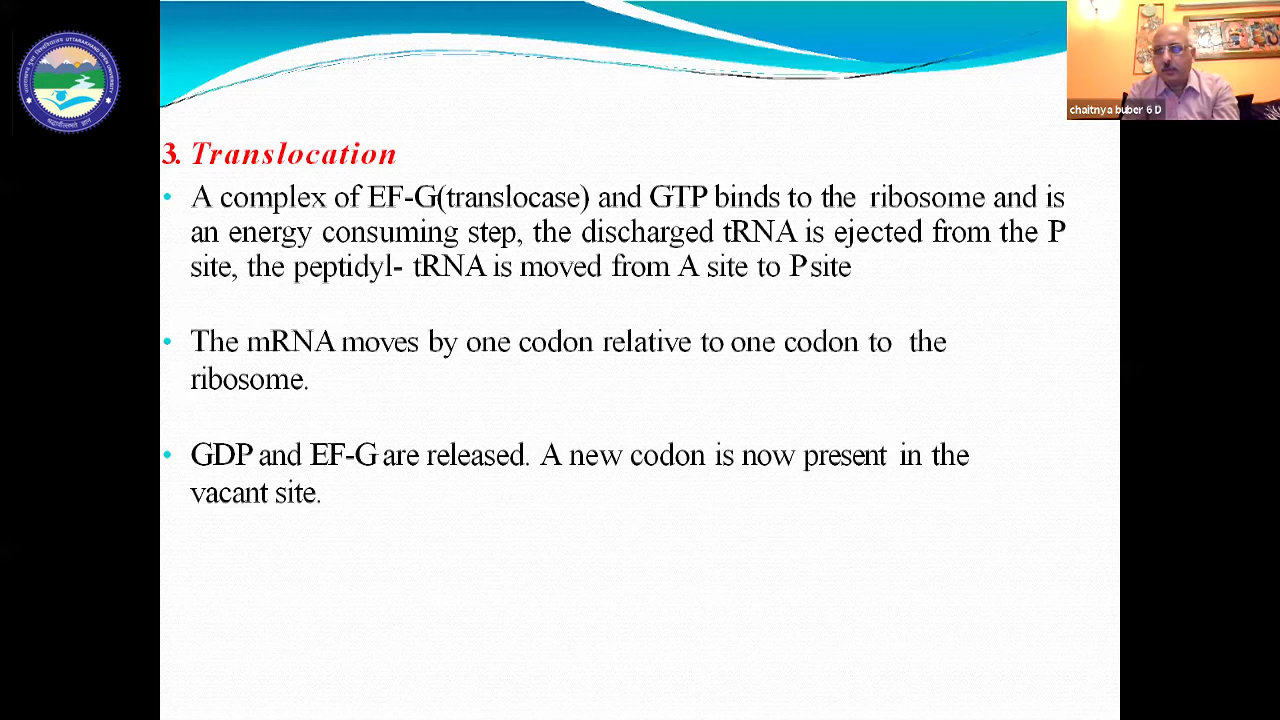 3. Translocation
• A complex of EF-G(translocase) and GTP binds to the ribosome and is
an energy consuming step, the discharged tRNA is ejected from the P
site, the peptidyl- tRNA is moved from A site to P site
• The mRNA moves by one codon relative to one codon to the
ribosome.
• GDP and EF-G are released. A new codon is now present in the
vacant site.
chaitnya buber 6 D